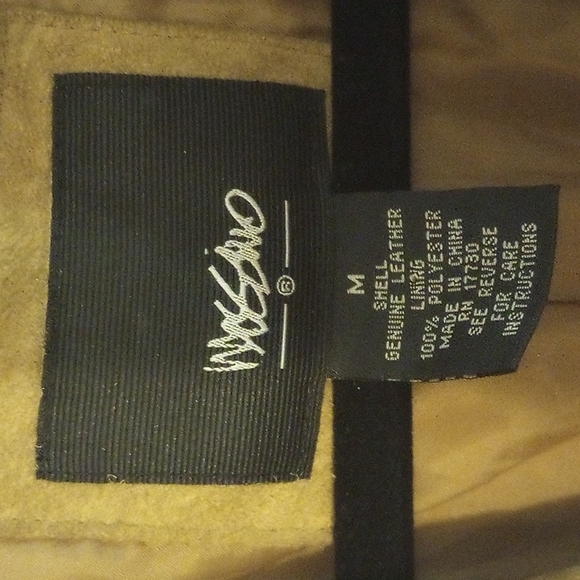 MOSSIMO
®
M
SHELL
GENUINE LEATHER
LINING
100% POLYESTER
MADE IN CHINA
RN 17730
SEE REVERSE
FOR CARE
INSTRUCTIONS